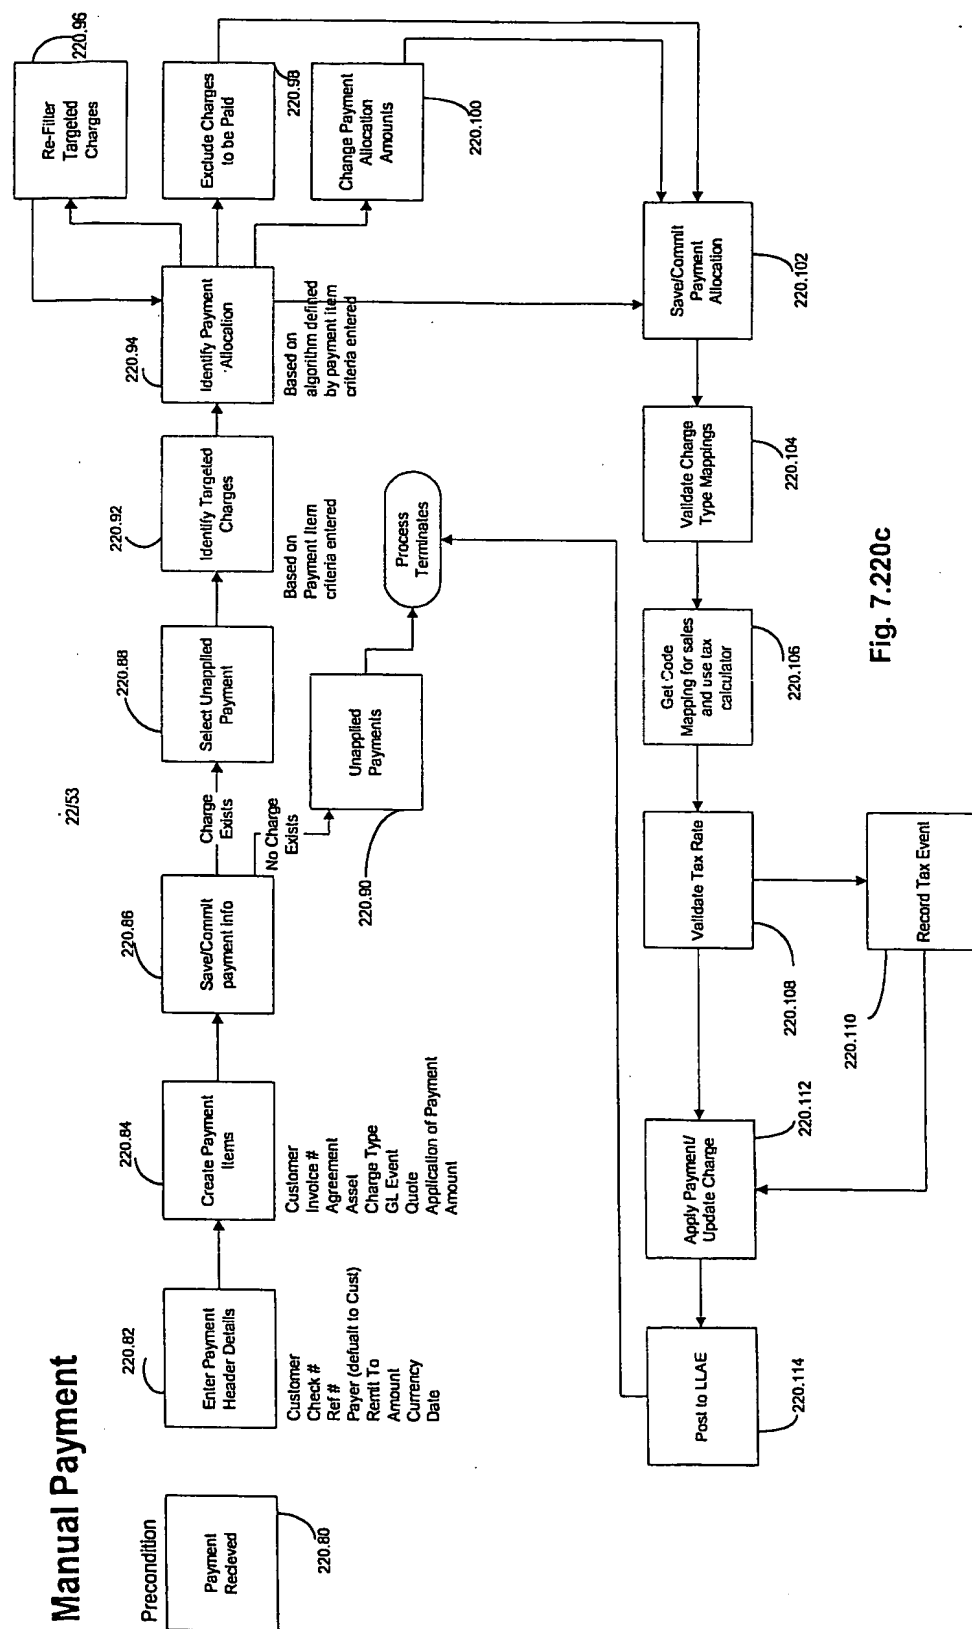 22/53
Manual Payment
Precondition
Payment
Recieved
220.80
Enter Payment
Header Details
220.82
Customer
Check #
Ref #
Payer (defualt to Cust)
Remit To
Amount
Currency
Date
Create Payment
Items
220.84
Customer
Invoice #
Agreement
Asset
Charge Type
GL Event
Quote
Application of Payment
Amount
Save/Commit
payment info
220.86
Charge
Exists
No Charge
Exists
Select Unapplied
Payment
220.88
Unapplied
Payments
220.90
Process
Terminates
Identify Targeted
Charges
220.92
Based on
Payment Item
criteria entered
Identify Payment
Allocation
220.94
Based on
algorithm defined
by payment item
criteria entered
Re-Filter
Targeted
Charges
220.96
Exclude Charges
to be Paid
220.98
Change Payment
Allocation
Amounts
220.100
Save/Commit
Payment
Allocation
220.102
Validate Charge
Type Mappings
220.104
Get Code
Mapping for sales
and use tax
calculator
220.106
Validate Tax Rate
220.108
Record Tax Event
220.110
Apply Payment/
Update Charge
220.112
Post to LLAE
220.114
Fig. 7.220c